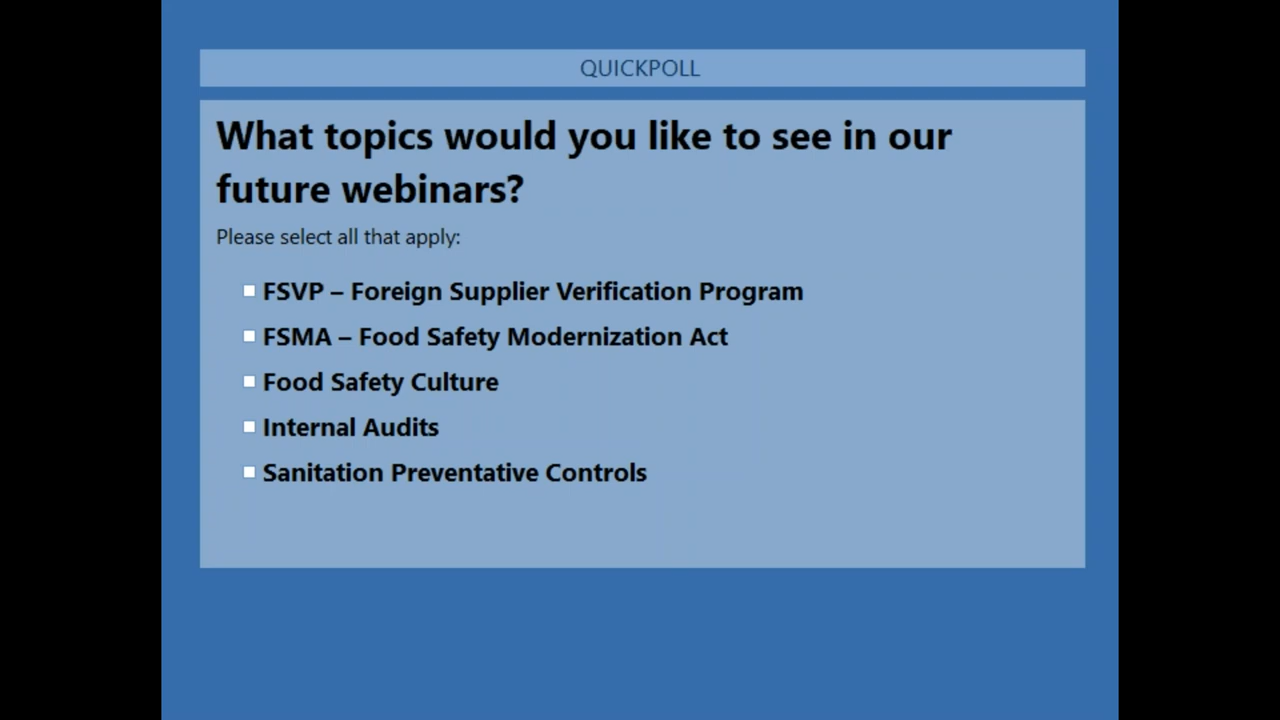 QUICKPOLL
What topics would you like to see in our
future webinars?
Please select all that apply:
FSVP – Foreign Supplier Verification Program
FSMA – Food Safety Modernization Act
Food Safety Culture
Internal Audits
Sanitation Preventative Controls